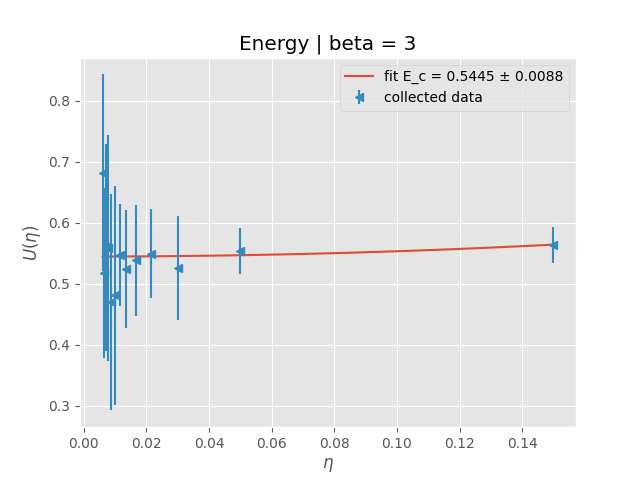 Energy | beta = 3
fit E_c = 0.5445 ± 0.0088
collected data
U(η)
0.8
0.7
0.6
0.5
0.4
0.3
0.00 0.02 0.04 0.06 0.08 0.10 0.12 0.14
η